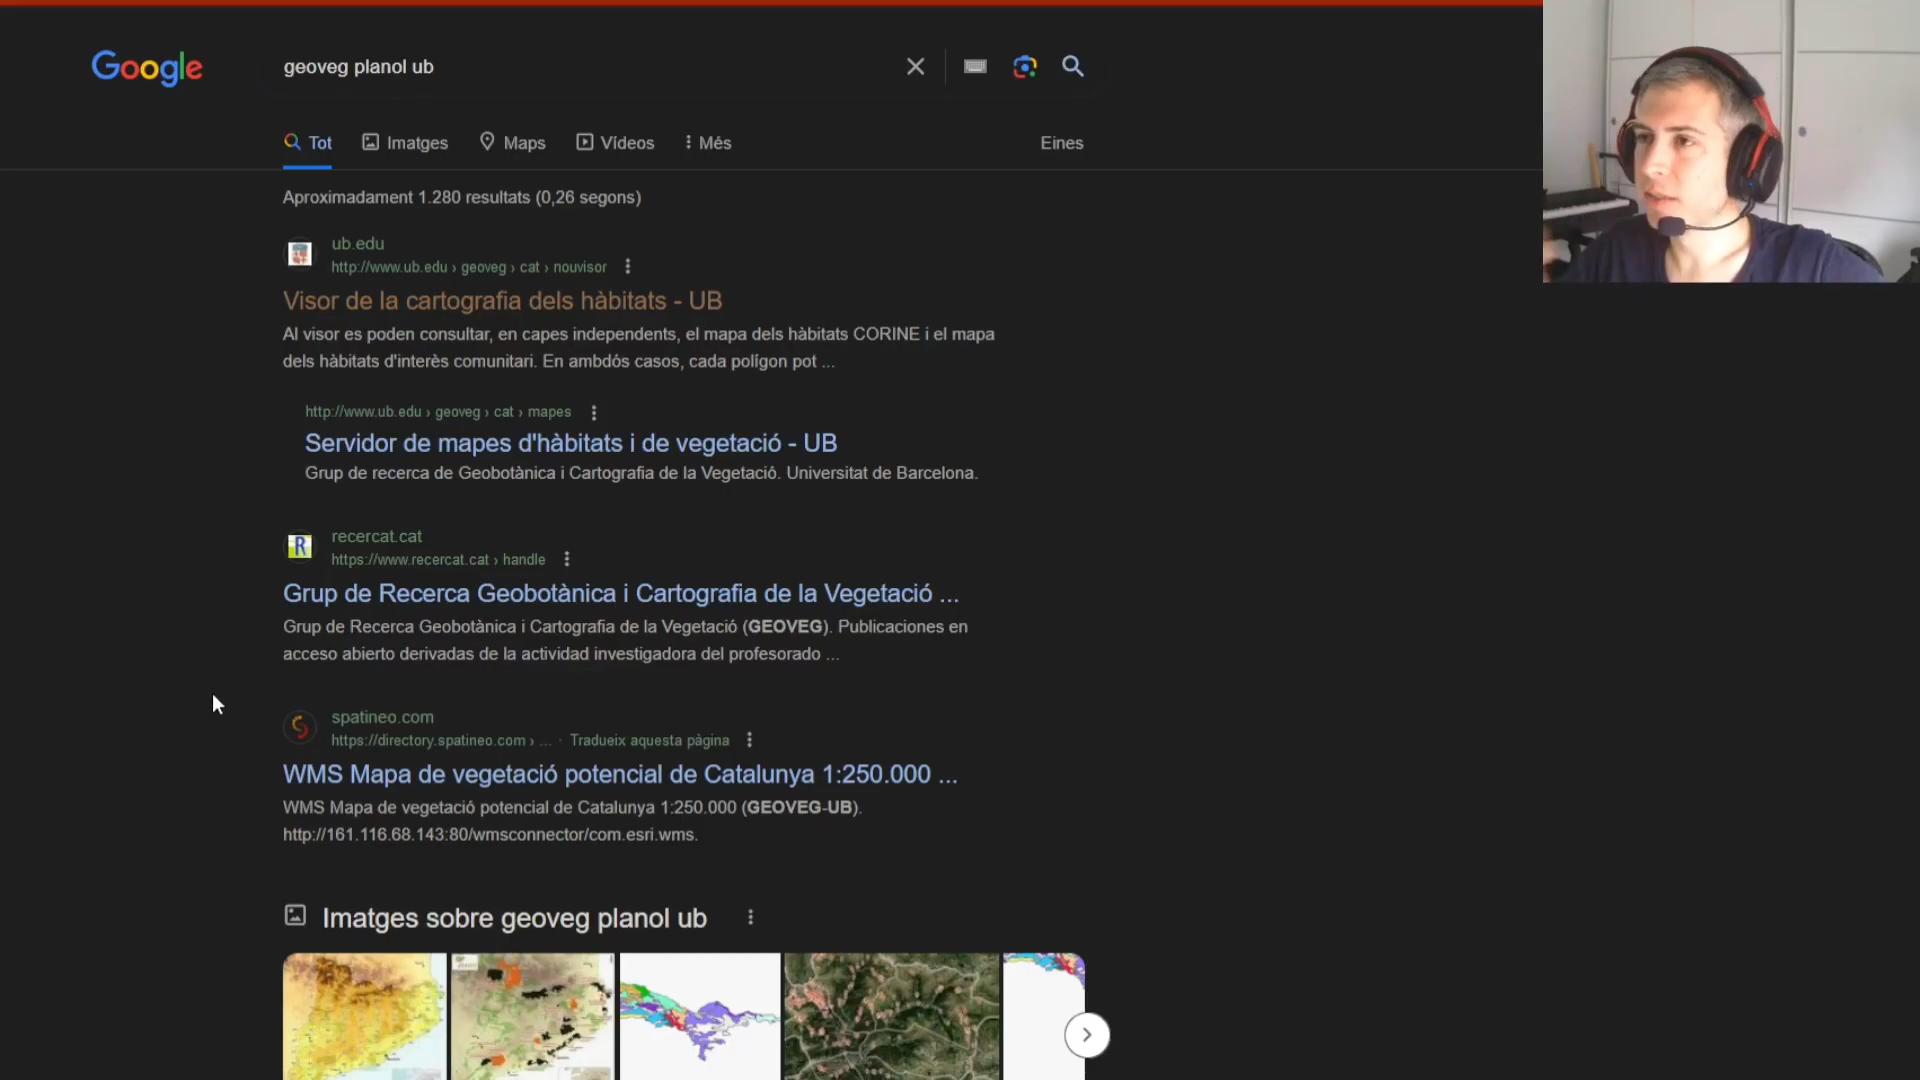 Google
geoveg planol ub
Tot
Imatges
Maps
Vídeos
Més
Eines
Aproximadament 1.280 resultats (0,26 segons)
ub.edu
http://www.ub.edu › geoveg › cat › nouvisor
Visor de la cartografia dels hàbitats - UB
Al visor es poden consultar, en capes independents, el mapa dels hàbitats CORINE i el mapa
dels hàbitats d'interès comunitari. En ambdós casos, cada polígon pot ...
http://www.ub.edu › geoveg › cat › mapes
Servidor de mapes d'hàbitats i de vegetació - UB
Grup de recerca de Geobotànica i Cartografia de la Vegetació. Universitat de Barcelona.
recercat.cat
https://www.recercat.cat › handle
Grup de Recerca Geobotànica i Cartografia de la Vegetació ...
Grup de Recerca Geobotànica i Cartografia de la Vegetació (GEOVEG). Publicaciones en
acceso abierto derivadas de la actividad investigadora del profesorado ...
spatineo.com
https://directory.spatineo.com › ... · Tradueix aquesta pàgina
WMS Mapa de vegetació potencial de Catalunya 1:250.000 ...
WMS Mapa de vegetació potencial de Catalunya 1:250.000 (GEOVEG-UB).
http://161.116.68.143:80/wmsconnector/com.esri.wms.
Imatges sobre geoveg planol ub